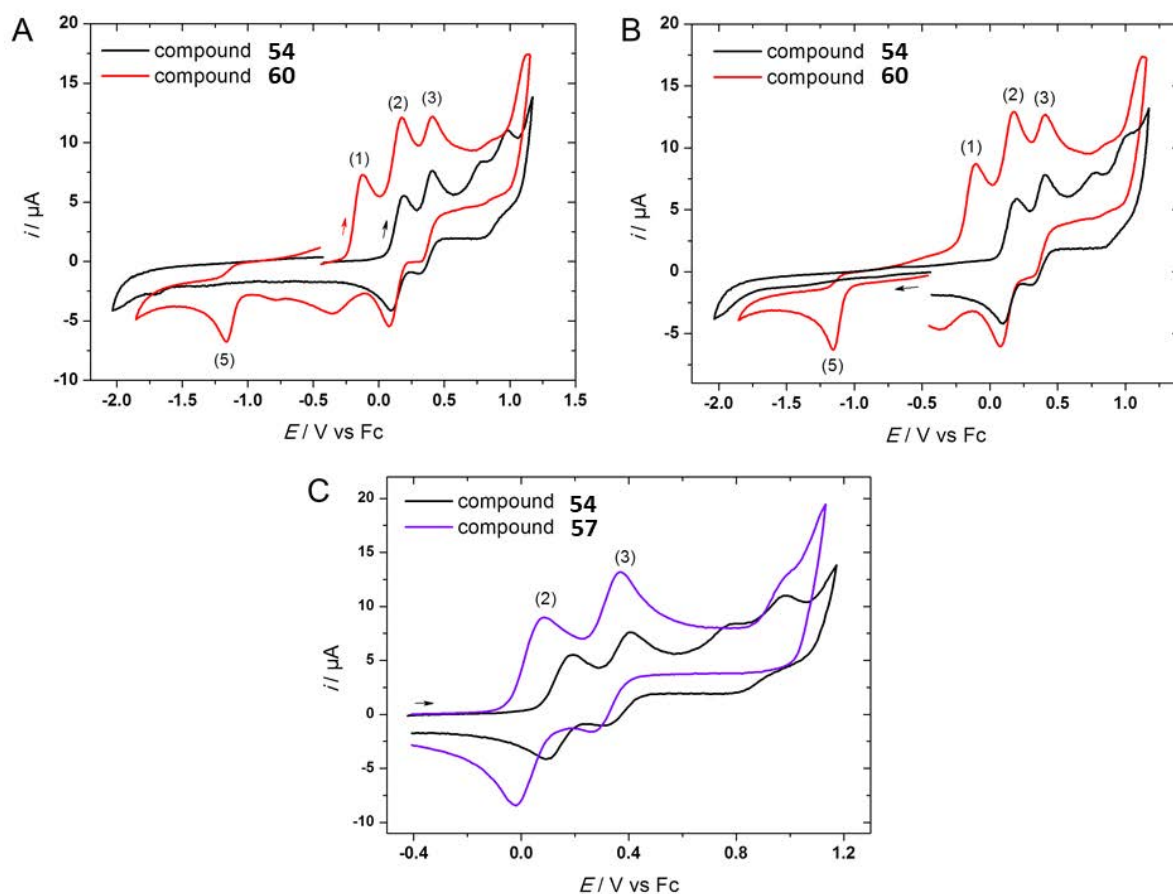 A
compound 54
compound 60
(1)
(2)
(3)
(5)
20
15
10
5
0
-5
-10
-2.0 -1.5 -1.0 -0.5 0.0 0.5 1.0 1.5
i / µA
E / V vs Fc
B
compound 54
compound 60
(1)
(2)
(3)
(5)
20
15
10
5
0
-5
-2.0 -1.5 -1.0 -0.5 0.0 0.5 1.0
i / µA
E / V vs Fc
C
compound 54
compound 57
(2)
(3)
20
15
10
5
0
-5
-10
-0.4 0.0 0.4 0.8 1.2
i / µA
E / V vs Fc